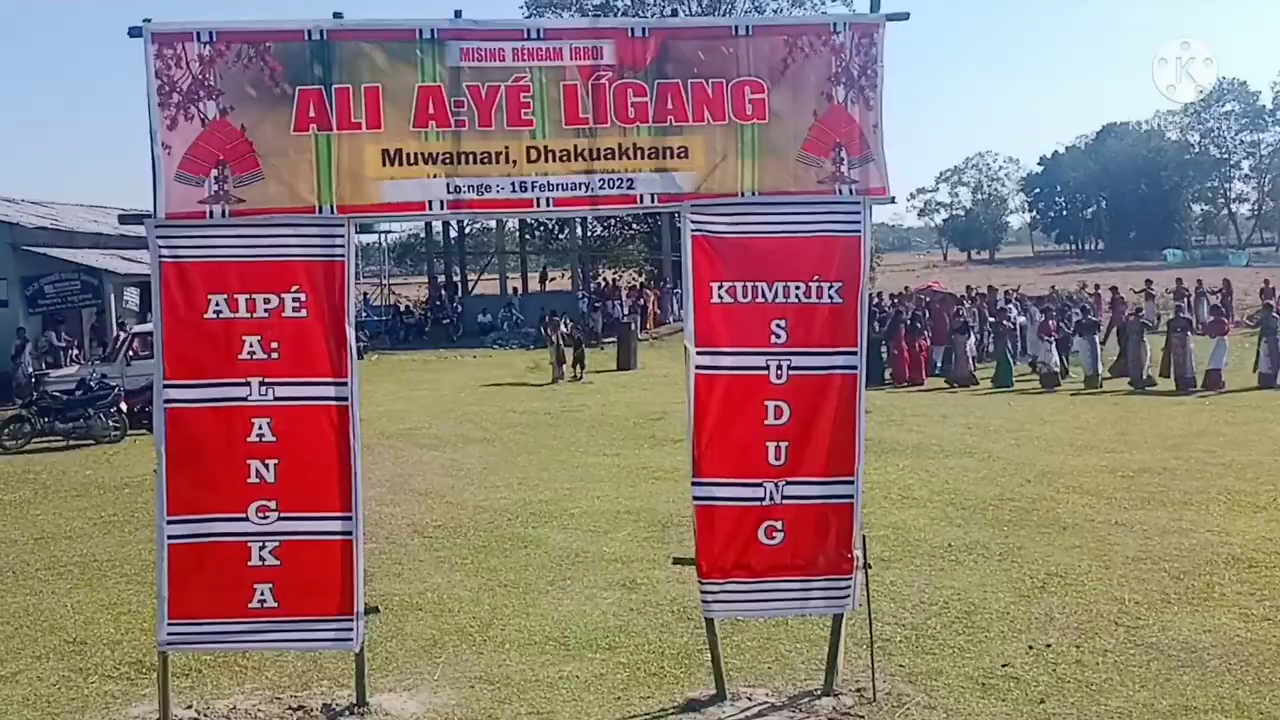 MISING RÉNGAM ÍRROI
ALI A:YÉ LÍGANG
Muwamari, Dhakuakhana
Lo:nge :- 16 February, 2022
AIPÉ
A:
L
A
N
G
K
A
KUMRÍK
S
U
D
U
N
G
K